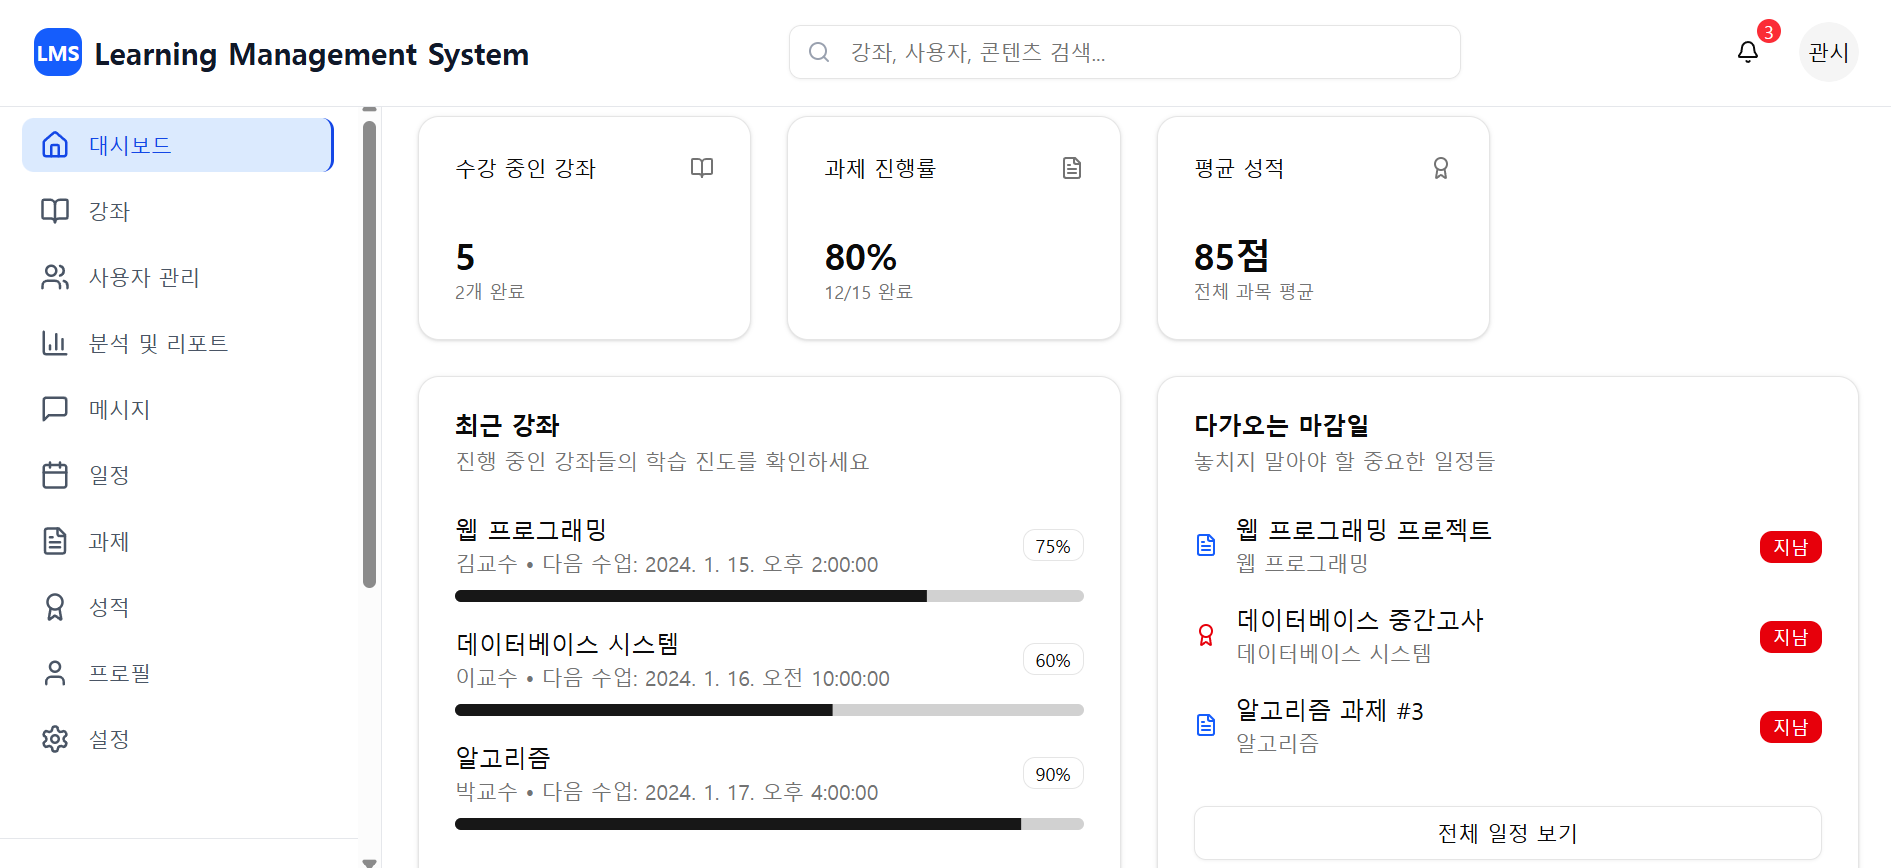 LMS Learning Management System
강좌, 사용자, 콘텐츠 검색...
3
관시
대시보드
강좌
사용자 관리
분석 및 리포트
메시지
일정
과제
성적
프로필
설정
수강 중인 강좌
5
2개 완료
과제 진행률
80%
12/15 완료
평균 성적
85점
전체 과목 평균
최근 강좌
진행 중인 강좌들의 학습 진도를 확인하세요
웹 프로그래밍
김교수 • 다음 수업: 2024. 1. 15. 오후 2:00:00
75%
데이터베이스 시스템
이교수 • 다음 수업: 2024. 1. 16. 오전 10:00:00
60%
알고리즘
박교수 • 다음 수업: 2024. 1. 17. 오후 4:00:00
90%
다가오는 마감일
놓치지 말아야 할 중요한 일정들
웹 프로그래밍 프로젝트
웹 프로그래밍
지남
데이터베이스 중간고사
데이터베이스 시스템
지남
알고리즘 과제 #3
알고리즘
지남
전체 일정 보기